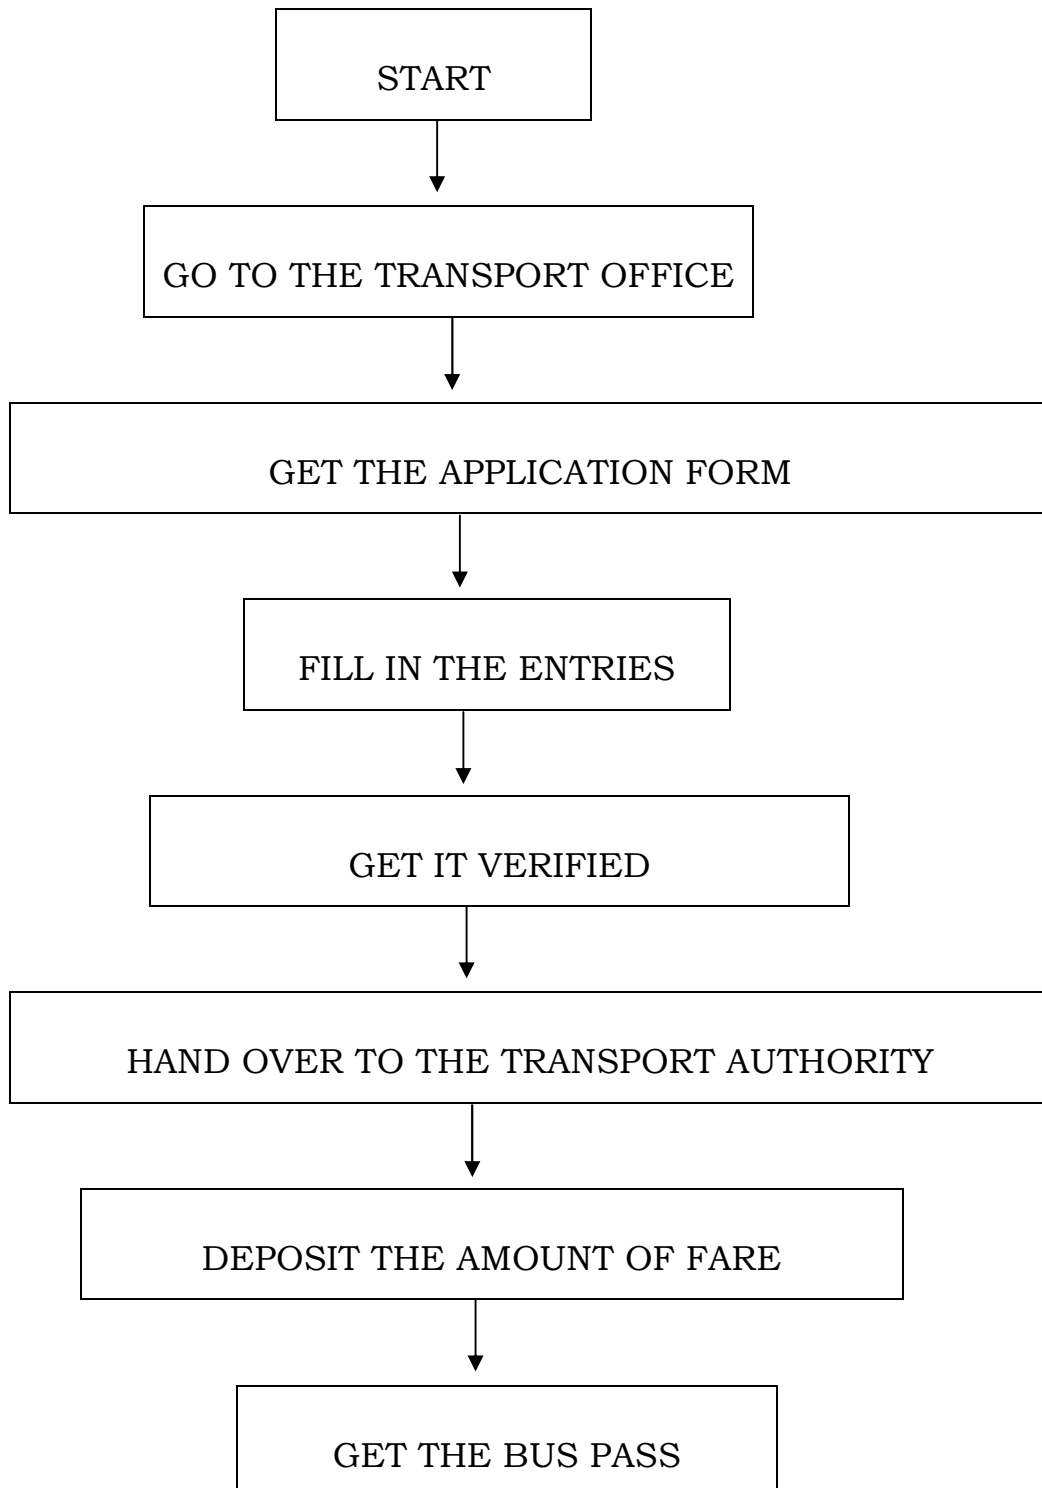 START
GO TO THE TRANSPORT OFFICE
GET THE APPLICATION FORM
FILL IN THE ENTRIES
GET IT VERIFIED
HAND OVER TO THE TRANSPORT AUTHORITY
DEPOSIT THE AMOUNT OF FARE
GET THE BUS PASS